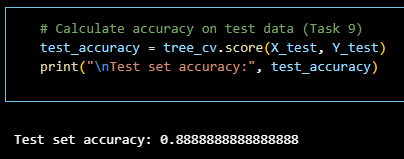 # Calculate accuracy on test data (Task 9)
test_accuracy = tree_cv.score(X_test, Y_test)
print("\nTest set accuracy:", test_accuracy)
Test set accuracy: 0.8888888888888888